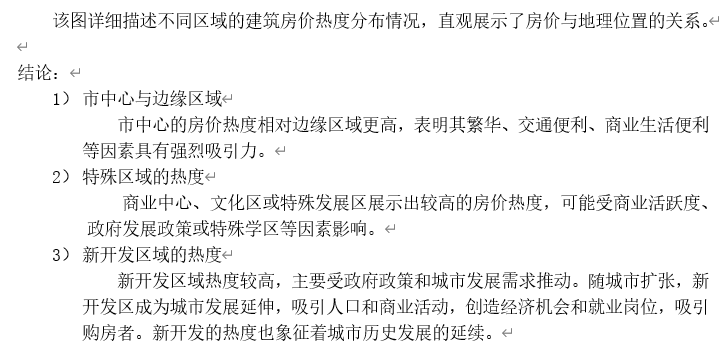 该图详细描述不同区域的建筑房价热度分布情况，直观展示了房价与地理位置的关系。
结论：
1）市中心与边缘区域
市中心的房价热度相对边缘区域更高，表明其繁华、交通便利、商业生活便利
等因素具有强烈吸引力。
2）特殊区域的热度
商业中心、文化区或特殊发展区展示出较高的房价热度，可能受商业活跃度、
政府发展政策或特殊学区等因素影响。
3）新开发区域的热度
新开发区域热度较高，主要受政府政策和城市发展需求推动。随城市扩张，新
开发区成为城市发展延伸，吸引人口和商业活动，创造经济机会和就业岗位，吸引
购房者。新开发的热度也象征着城市历史发展的延续。